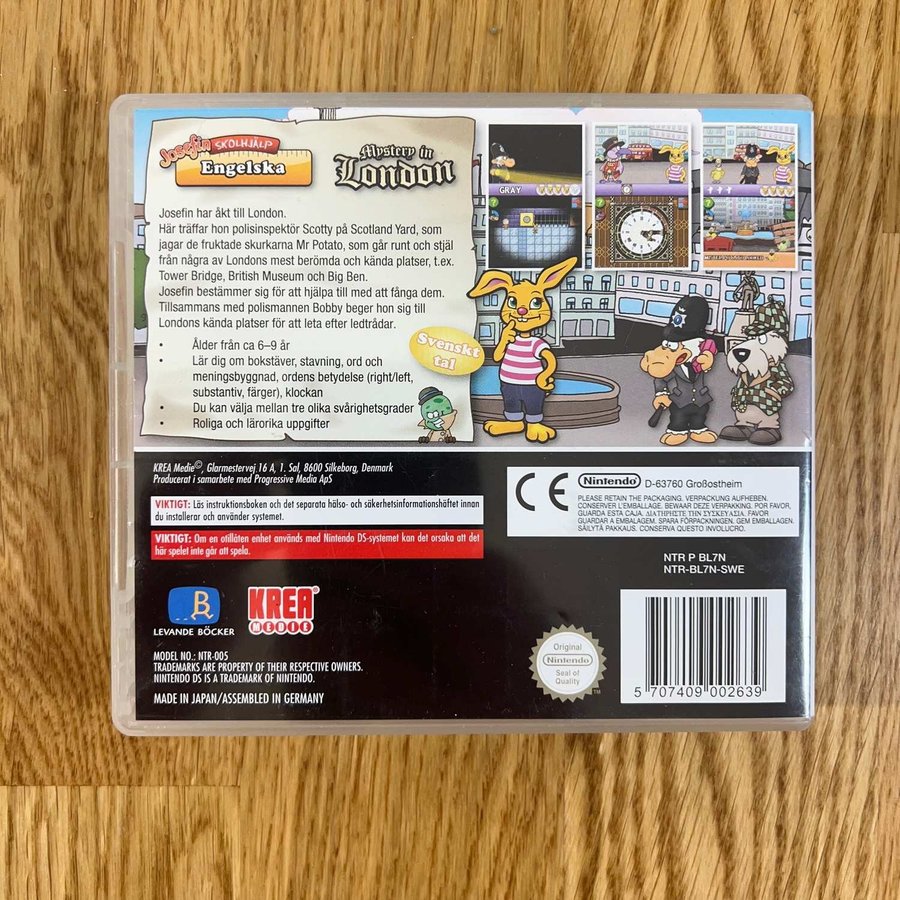 Josefin SKOLHJÄLP
Engelska
Mystery in
London
Josefin har åkt till London.
Här träffar hon polisinspektör Scotty på Scotland Yard, som
jagar de fruktade skurkarna Mr Potato, som går runt och stjäl
från några av Londons mest berömda och kända platser, t.ex.
Tower Bridge, British Museum och Big Ben.
Josefin bestämmer sig för att hjälpa till med att fånga dem.
Tillsammans med polismannen Bobby beger hon sig till
Londons kända platser för att leta efter ledtrådar.
• Ålder från ca 6–9 år
• Lär dig om bokstäver, stavning, ord och
meningsbyggnad, ordens betydelse (right/left,
substantiv, färger), klockan
• Du kan välja mellan tre olika svårighetsgrader
• Roliga och lärorika uppgifter
Svenskt
tal
GRAY
KREA Medie©, Glarmestervej 16 A, 1. Sal, 8600 Silkeborg, Denmark
Producerat i samarbete med Progressive Media ApS
VIKTIGT: Läs instruktionsboken och det separata hälso- och säkerhetsinformationshäftet innan
du installerar och använder systemet.
VIKTIGT: Om en otillåten enhet används med Nintendo DS-systemet kan det orsaka att det
här spelet inte går att spela.
CE Nintendo D-63760 Großostheim
PLEASE RETAIN THE PACKAGING. VERPACKUNG AUFHEBEN.
CONSERVER L'EMBALLAGE. BEWAAR DEZE VERPAKKING. POR FAVOR,
GUARDA ESTA CAJA. ΔΙΑΤΗΡΗΣΤΕ ΤΗΝ ΣΥΣΚΕΥΑΣΙΑ. FAVOR
GUARDAR A EMBALAGEM. SPARA FÖRPACKNINGEN. GEM EMBALLAGEN.
SÄILYTÄ PAKKAUS. CONSERVA QUESTO INVOLUCRO.
NTR P BL7N
NTR-BL7N-SWE
LEVANDE BÖCKER
KREA®
MEDIE
MODEL NO.: NTR-005
TRADEMARKS ARE PROPERTY OF THEIR RESPECTIVE OWNERS.
NINTENDO DS IS A TRADEMARK OF NINTENDO.
MADE IN JAPAN/ASSEMBLED IN GERMANY
Original
Nintendo
Seal of
Quality
TM
5 707409 002639